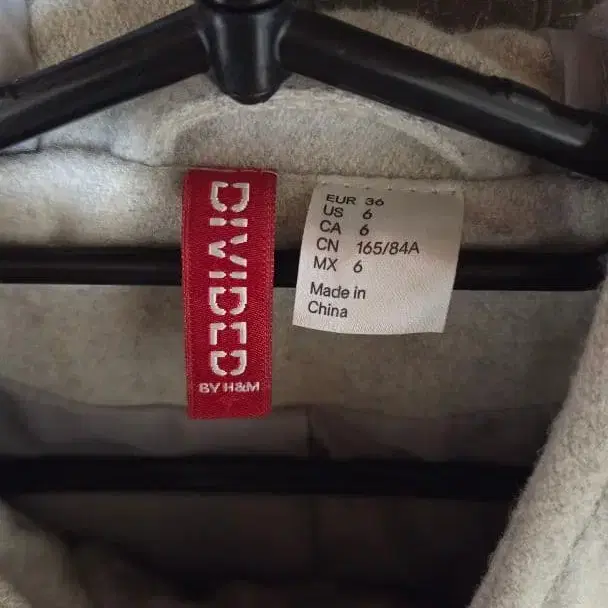 DIVIDED
BY H&M
EUR 36
US 6
CA 6
CN 165/84A
MX 6
Made in
China